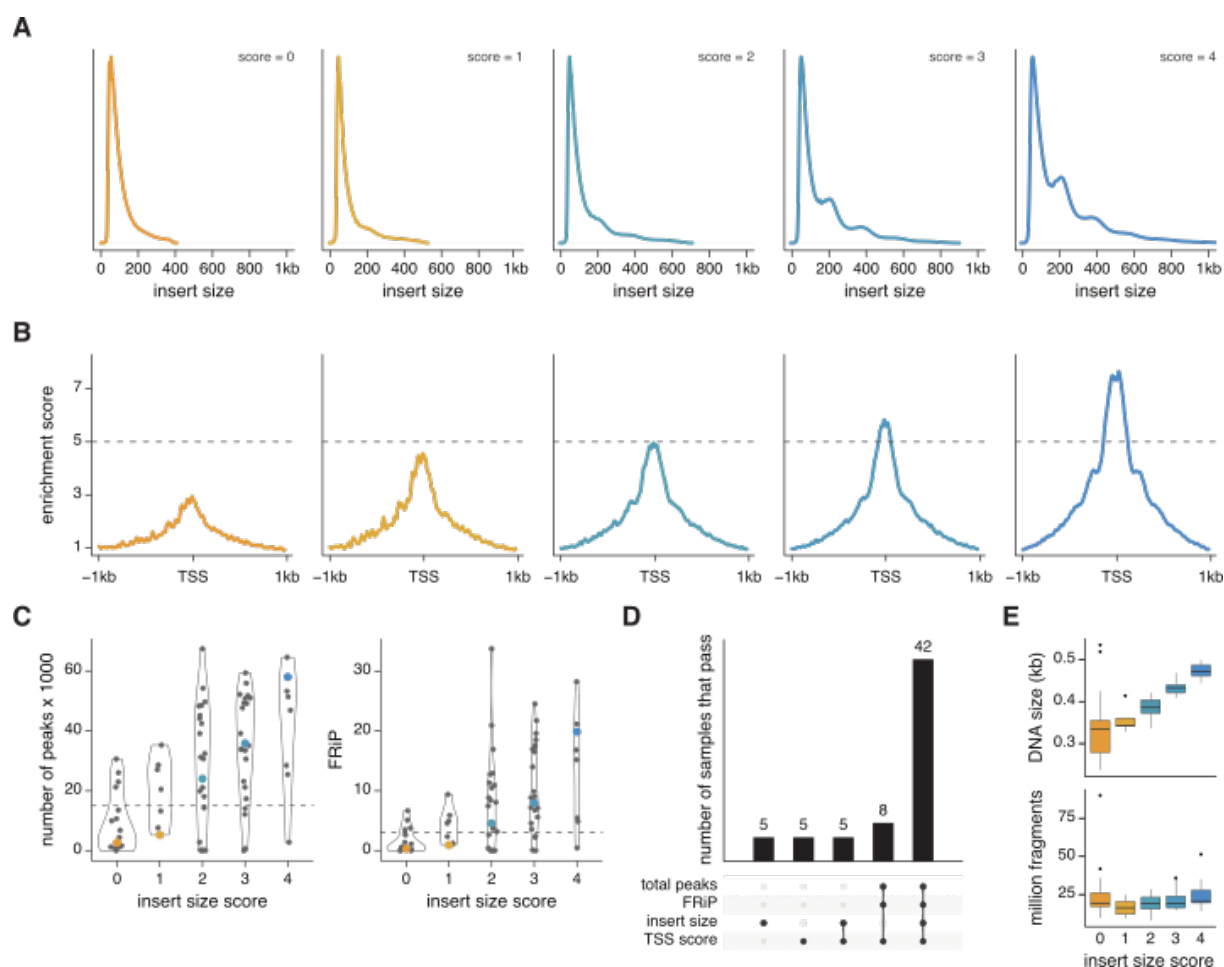 A
score = 0
score = 1
score = 2
score = 3
score = 4
0 200 400 600 800 1kb
0 200 400 600 800 1kb
0 200 400 600 800 1kb
0 200 400 600 800 1kb
0 200 400 600 800 1kb
insert size
insert size
insert size
insert size
insert size
B
enrichment score
7
5
3
1
−1kb TSS 1kb
−1kb TSS 1kb
−1kb TSS 1kb
−1kb TSS 1kb
−1kb TSS 1kb
C
number of peaks x 1000
60
40
20
0
0 1 2 3 4
insert size score
FRiP
30
20
10
0
0 1 2 3 4
insert size score
D
number of samples that pass
5
5
5
8
42
total peaks
FRiP
insert size
TSS score
E
DNA size (kb)
0.5
0.4
0.3
million fragments
75
50
25
0 1 2 3 4
insert size score